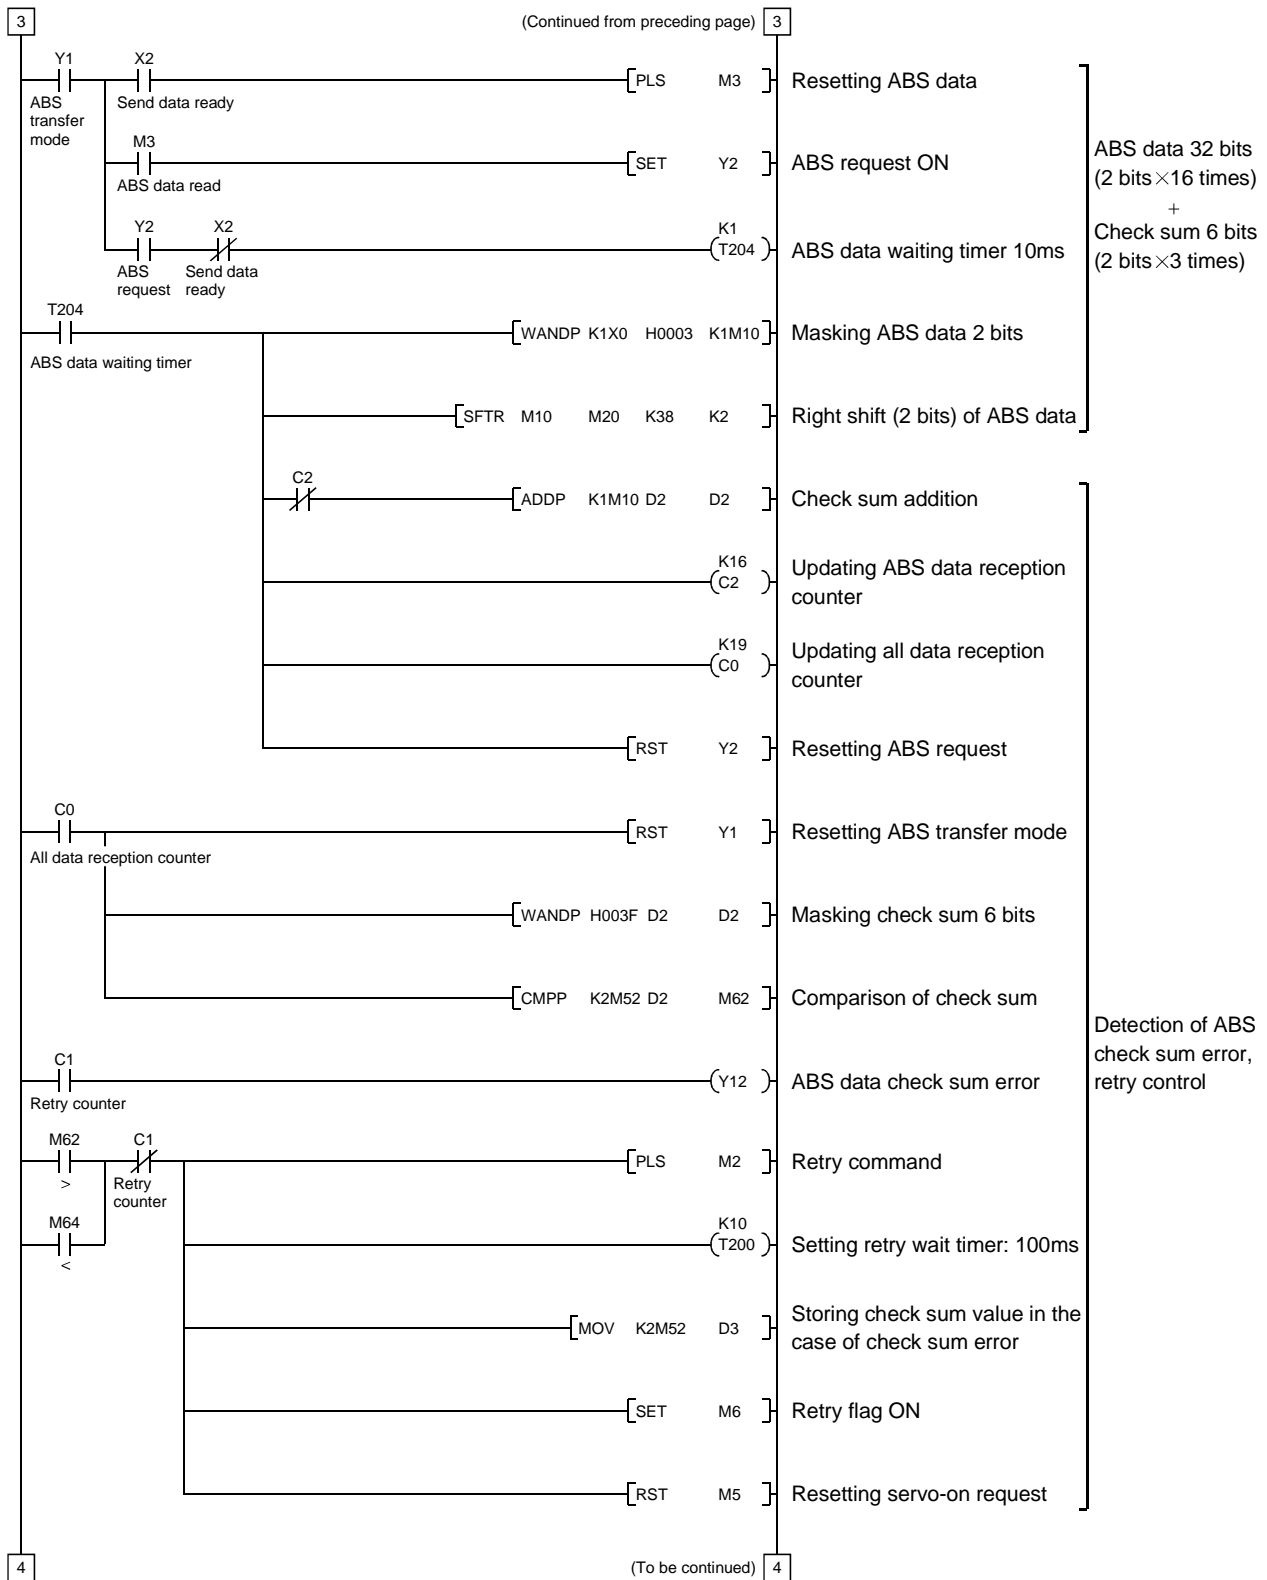 3 (Continued from preceding page) 3
Y1 X2
PLS M3 Resetting ABS data
ABS transfer mode
Send data ready
M3
SET Y2 ABS request ON
ABS data read
ABS data 32 bits
(2 bits×16 times)
+
Check sum 6 bits
(2 bits×3 times)
Y2 X2 K1
T204 ABS data waiting timer 10ms
ABS request
Send data ready
T204
WANDP K1X0 H0003 K1M10 Masking ABS data 2 bits
ABS data waiting timer
SFTR M10 M20 K38 K2 Right shift (2 bits) of ABS data
C2
ADDP K1M10 D2 D2 Check sum addition
K16
C2 Updating ABS data reception
counter
K19
C0 Updating all data reception
counter
RST Y2 Resetting ABS request
C0
RST Y1 Resetting ABS transfer mode
All data reception counter
WANDP H003F D2 D2 Masking check sum 6 bits
CMPP K2M52 D2 M62 Comparison of check sum
Detection of ABS
check sum error,
retry control
C1
Y12 ABS data check sum error
Retry counter
M62 C1
PLS M2 Retry command
> Retry counter
M64 K10
T200 Setting retry wait timer: 100ms
<
MOV K2M52 D3 Storing check sum value in the
case of check sum error
SET M6 Retry flag ON
RST M5 Resetting servo-on request
4 (To be continued) 4